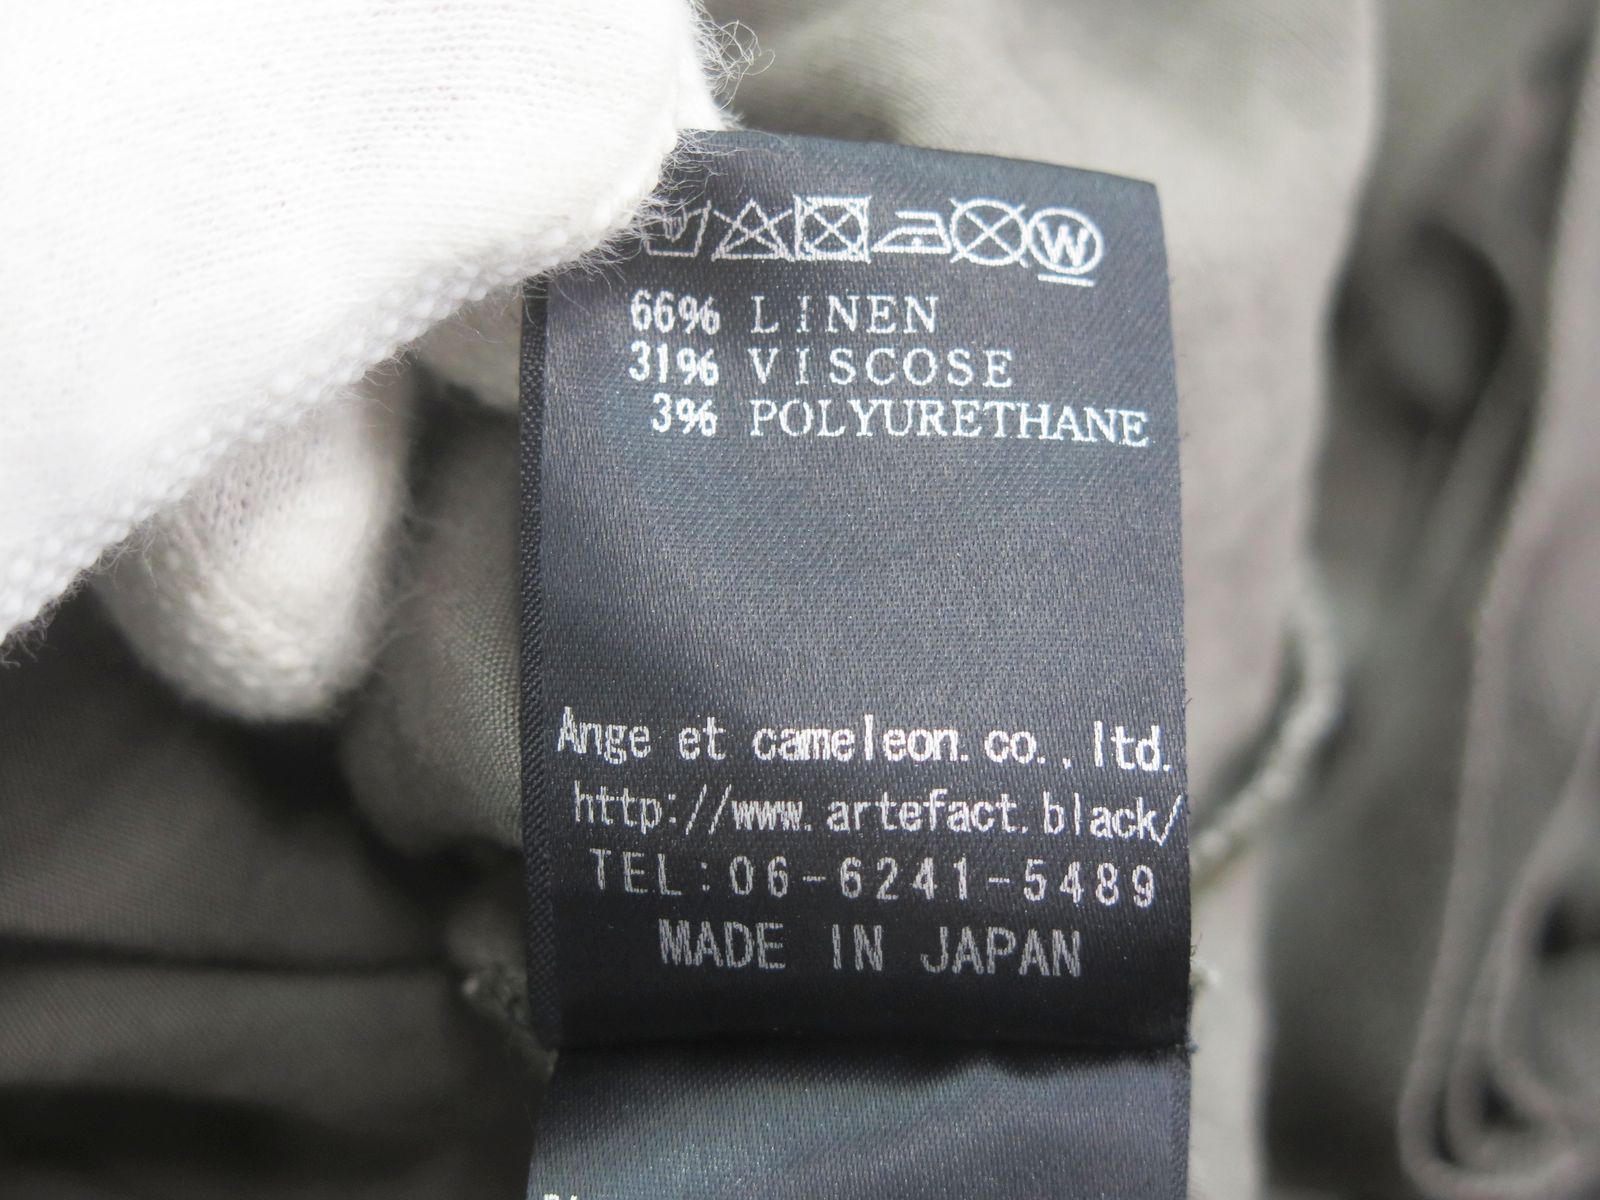 W
66% LINEN
31% VISCOSE
3% POLYURETHANE
Ange et cameleon.co.,ltd.
http://www.artefact.black/
TEL:06-6241-5489
MADE IN JAPAN